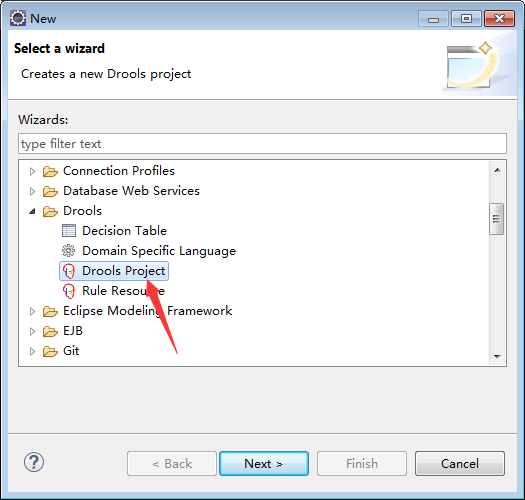 New
Select a wizard
Creates a new Drools project
Wizards:
type filter text
Connection Profiles
Database Web Services
Drools
Decision Table
Domain Specific Language
Drools Project
Rule Resource
Eclipse Modeling Framework
EJB
Git
?
< Back
Next >
Finish
Cancel